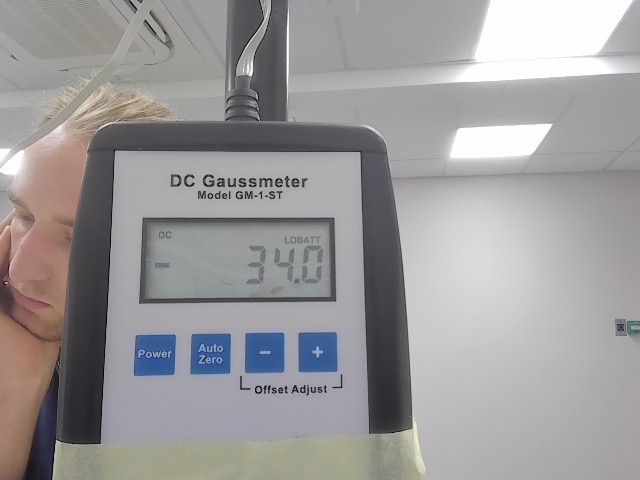 DC Gaussmeter
Model GM-1-ST
DC
LOBATT
- 34.0
Power
Auto
Zero
-
+
Offset Adjust